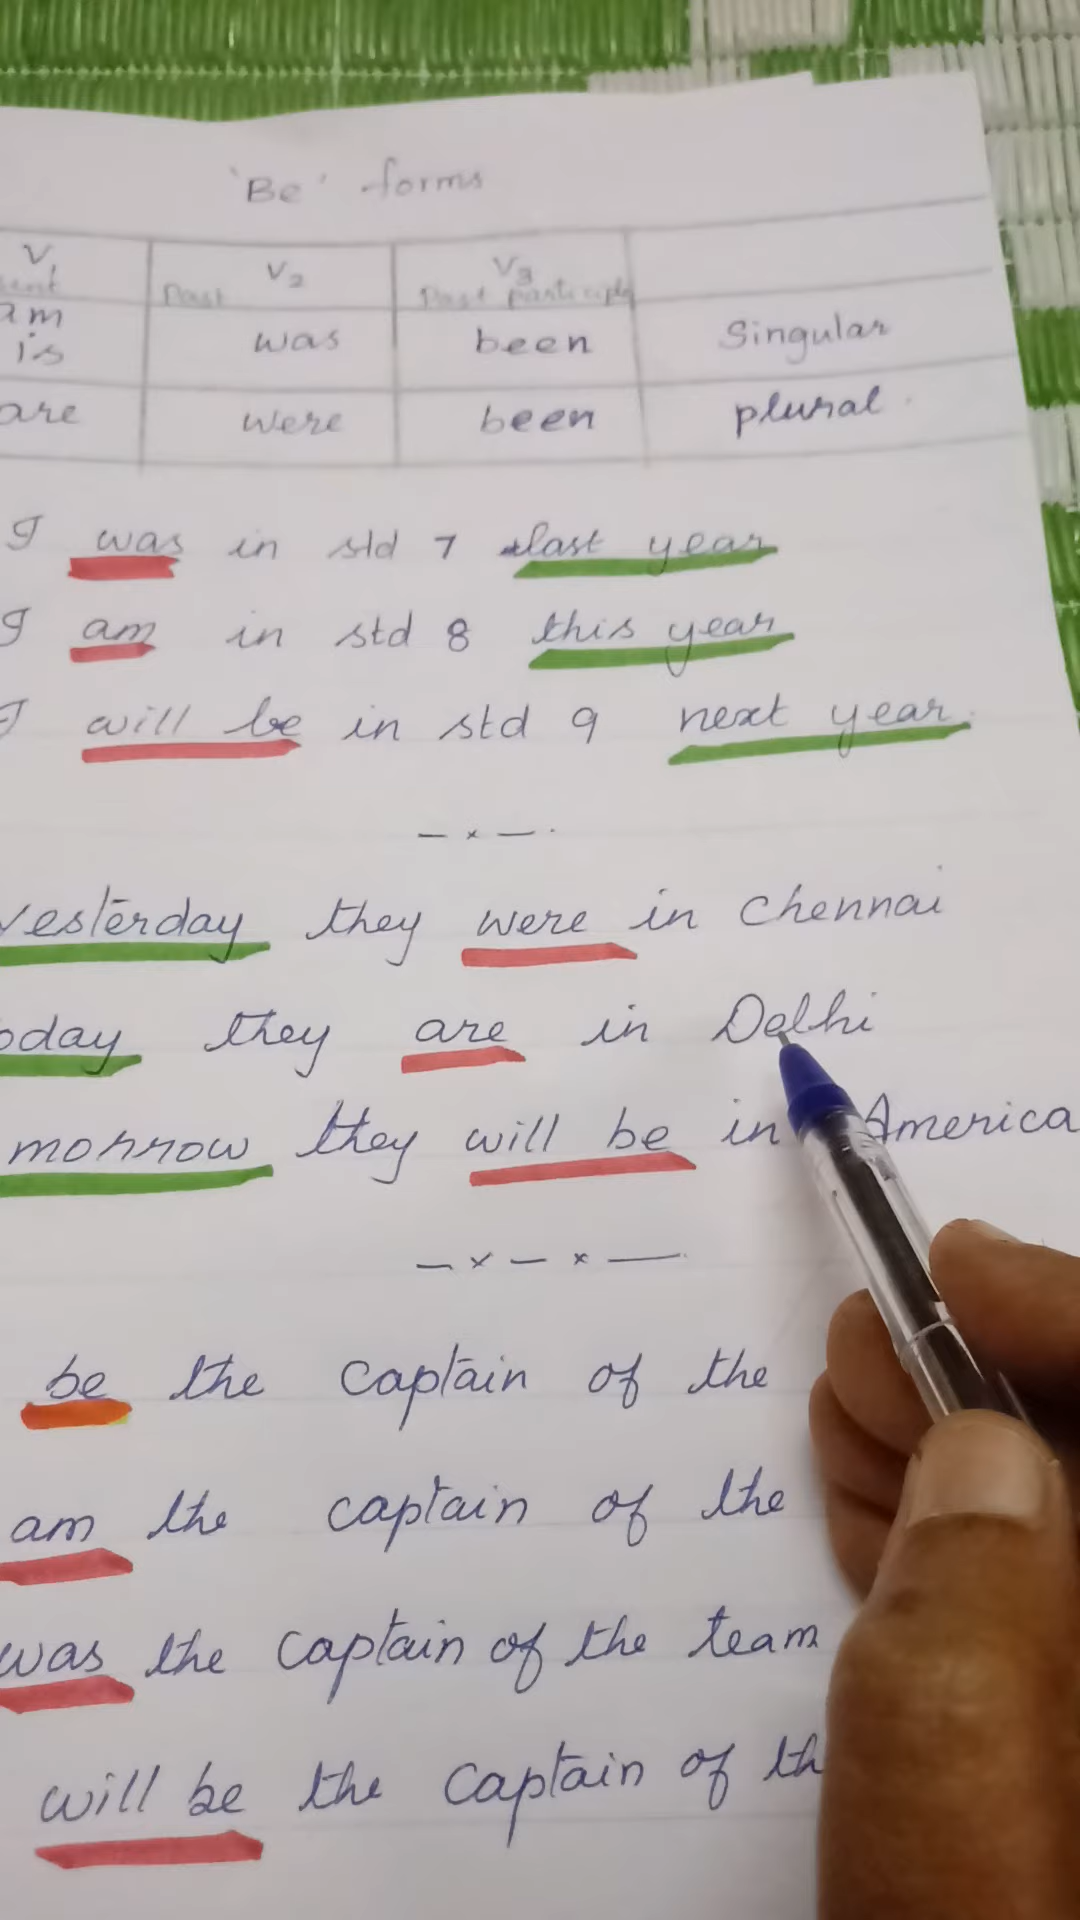 'Be' forms
V1 V2 V3
sent Past Past participle
am
is was been Singular
are were been plural
I was in std 7 last year
I am in std 8 this year
I will be in std 9 next year.
yesterday they were in Chennai
oday they are in Delhi
morrow they will be in America
be the captain of the
am the captain of the
was the captain of the team
will be the captain of th